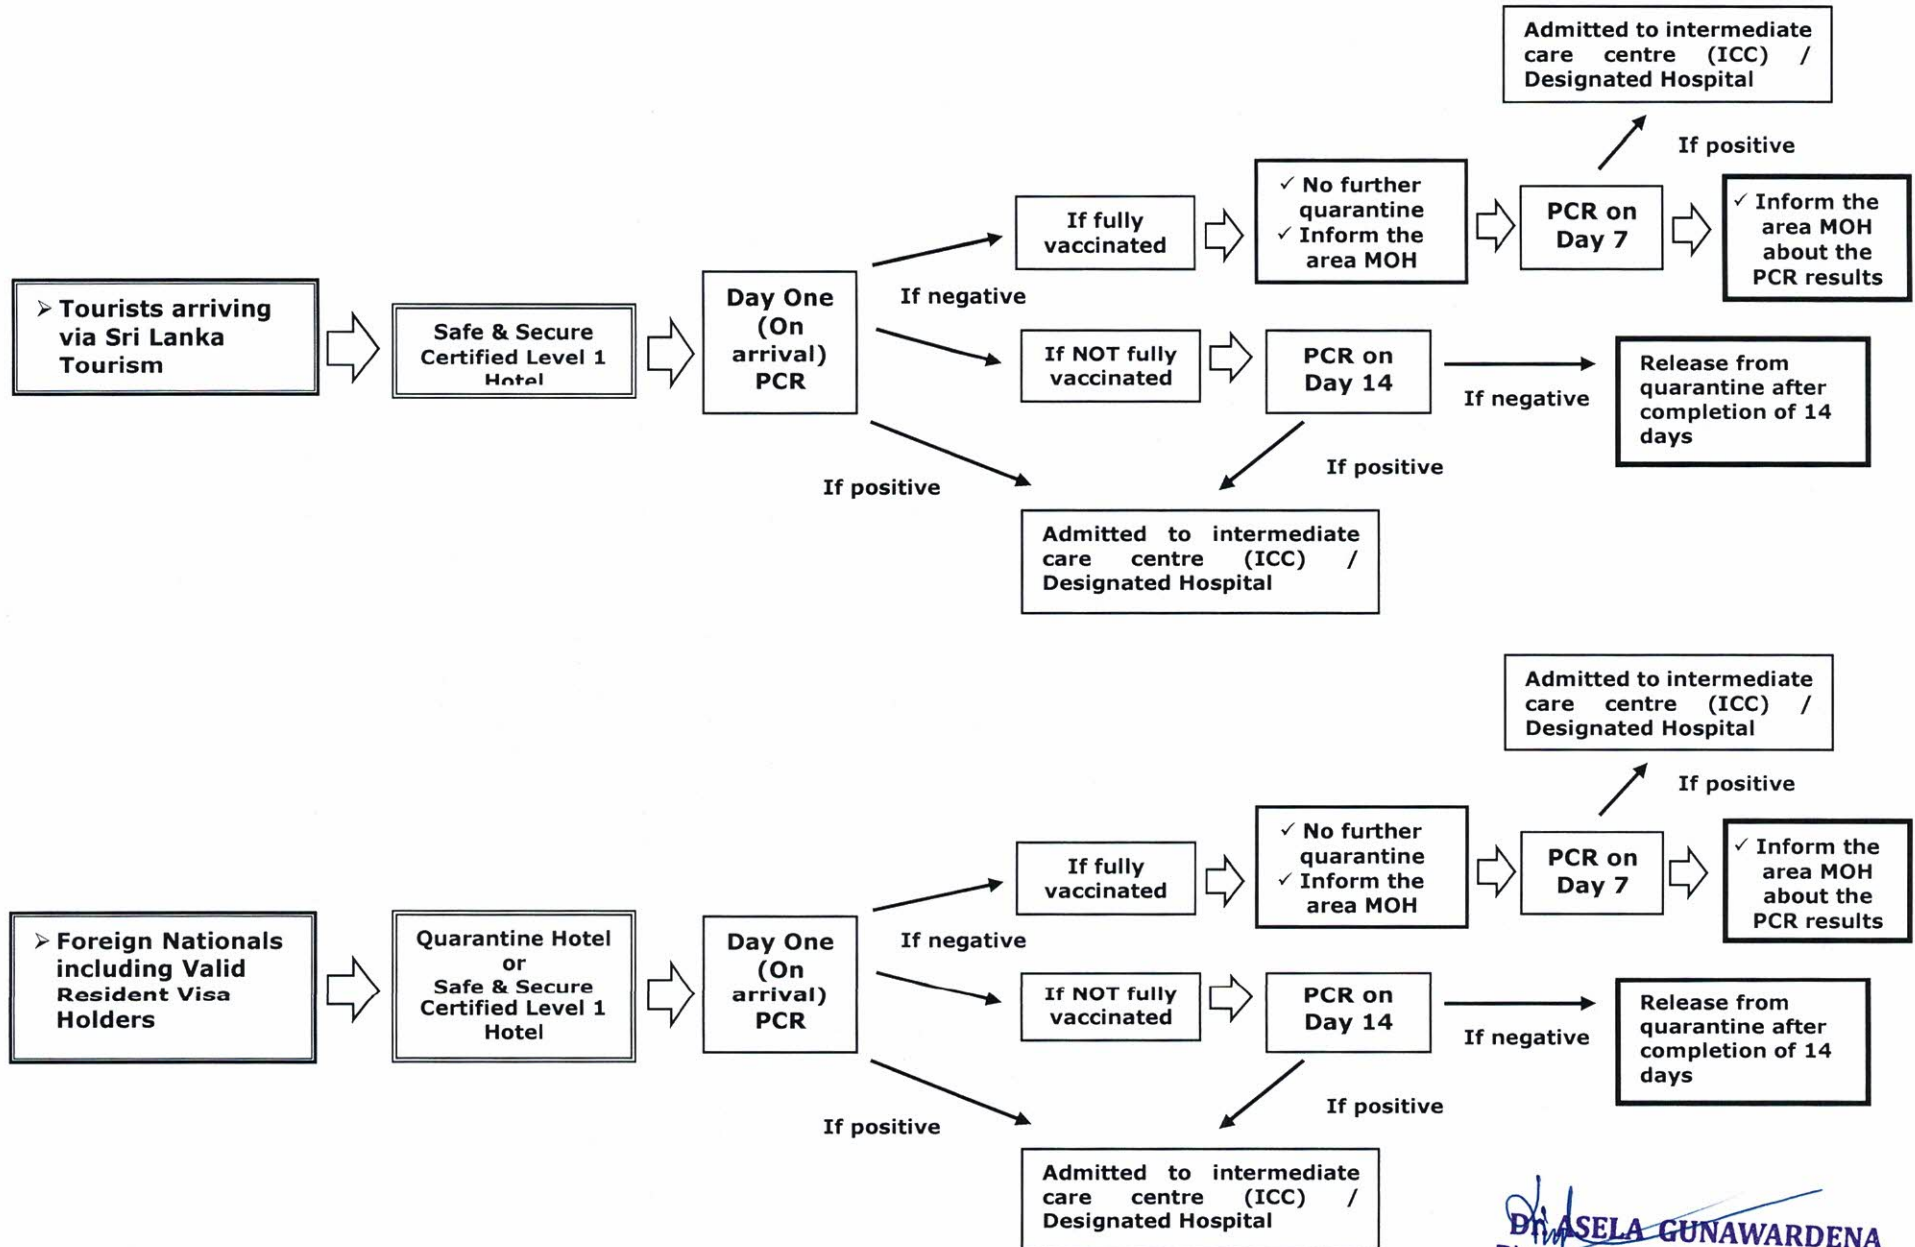 Admitted to intermediate
care centre (ICC) /
Designated Hospital
If positive
✓ No further
quarantine
✓ Inform the
area MOH
PCR on
Day 7
✓ Inform the
area MOH
about the
PCR results
If fully
vaccinated
➢ Tourists arriving
via Sri Lanka
Tourism
Safe & Secure
Certified Level 1
Hotel
Day One
(On
arrival)
PCR
If negative
If NOT fully
vaccinated
PCR on
Day 14
If negative
Release from
quarantine after
completion of 14
days
If positive
If positive
Admitted to intermediate
care centre (ICC) /
Designated Hospital
Admitted to intermediate
care centre (ICC) /
Designated Hospital
If positive
✓ No further
quarantine
✓ Inform the
area MOH
PCR on
Day 7
✓ Inform the
area MOH
about the
PCR results
If fully
vaccinated
➢ Foreign Nationals
including Valid
Resident Visa
Holders
Quarantine Hotel
or
Safe & Secure
Certified Level 1
Hotel
Day One
(On
arrival)
PCR
If negative
If NOT fully
vaccinated
PCR on
Day 14
If negative
Release from
quarantine after
completion of 14
days
If positive
If positive
Admitted to intermediate
care centre (ICC) /
Designated Hospital
Dr. ASELA GUNAWARDENA